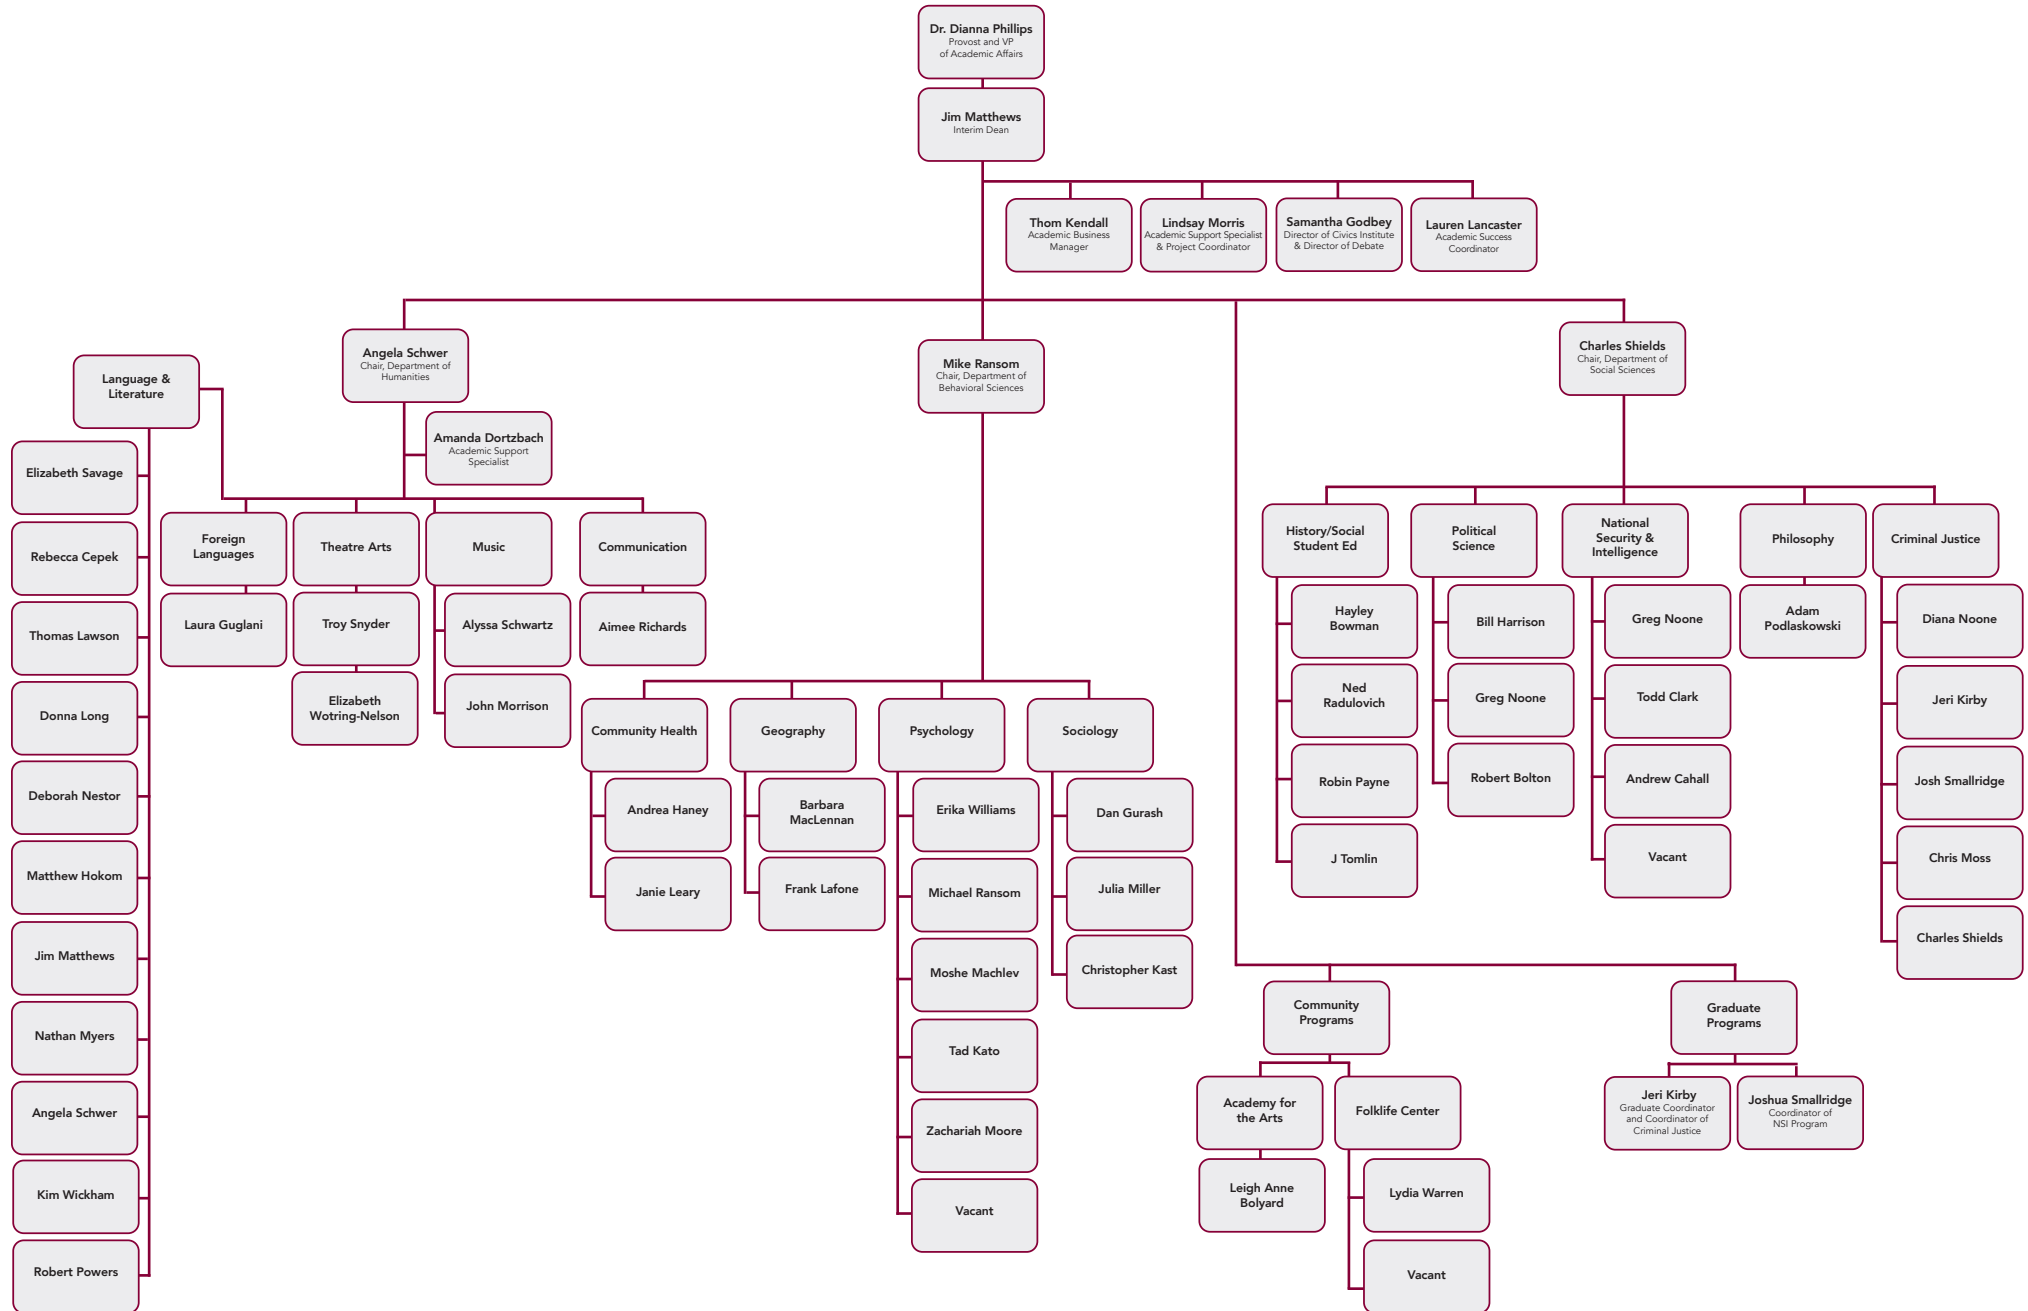 Dr. Dianna Phillips
Provost and VP
of Academic Affairs
Jim Matthews
Interim Dean
Thom Kendall
Academic Business
Manager
Lindsay Morris
Academic Support Specialist
& Project Coordinator
Samantha Godbey
Director of Civics Institute
& Director of Debate
Lauren Lancaster
Academic Success
Coordinator
Angela Schwer
Chair, Department of
Humanities
Amanda Dortzbach
Academic Support
Specialist
Language &
Literature
Elizabeth Savage
Rebecca Cepek
Thomas Lawson
Donna Long
Deborah Nestor
Matthew Hokom
Jim Matthews
Nathan Myers
Angela Schwer
Kim Wickham
Robert Powers
Foreign
Languages
Laura Guglani
Theatre Arts
Troy Snyder
Elizabeth
Wotring-Nelson
Music
Alyssa Schwartz
John Morrison
Communication
Aimee Richards
Mike Ransom
Chair, Department of
Behavioral Sciences
Community Health
Andrea Haney
Janie Leary
Geography
Barbara
MacLennan
Frank Lafone
Psychology
Erika Williams
Michael Ransom
Moshe Machlev
Tad Kato
Zachariah Moore
Vacant
Sociology
Dan Gurash
Julia Miller
Christopher Kast
Charles Shields
Chair, Department of
Social Sciences
History/Social
Student Ed
Hayley
Bowman
Ned
Radulovich
Robin Payne
J Tomlin
Political
Science
Bill Harrison
Greg Noone
Robert Bolton
National
Security &
Intelligence
Greg Noone
Todd Clark
Andrew Cahall
Vacant
Philosophy
Adam
Podlaskowski
Criminal Justice
Diana Noone
Jeri Kirby
Josh Smallridge
Chris Moss
Charles Shields
Community
Programs
Academy for
the Arts
Leigh Anne
Bolyard
Folklife Center
Lydia Warren
Vacant
Graduate
Programs
Jeri Kirby
Graduate Coordinator
and Coordinator of
Criminal Justice
Joshua Smallridge
Coordinator of
NSI Program